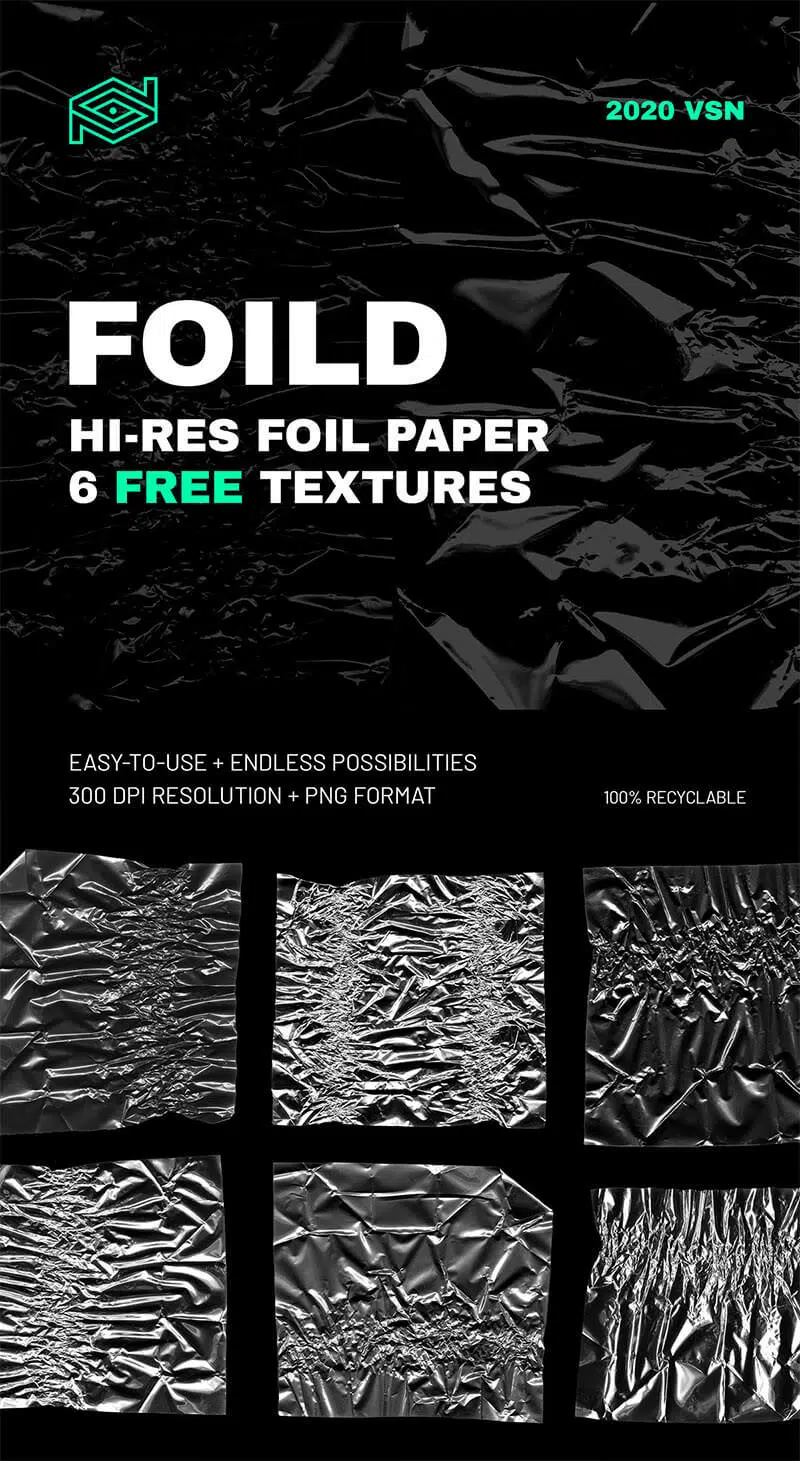 2020 VSN
FOILD
HI-RES FOIL PAPER
6 FREE TEXTURES
EASY-TO-USE + ENDLESS POSSIBILITIES
300 DPI RESOLUTION + PNG FORMAT
100% RECYCLABLE